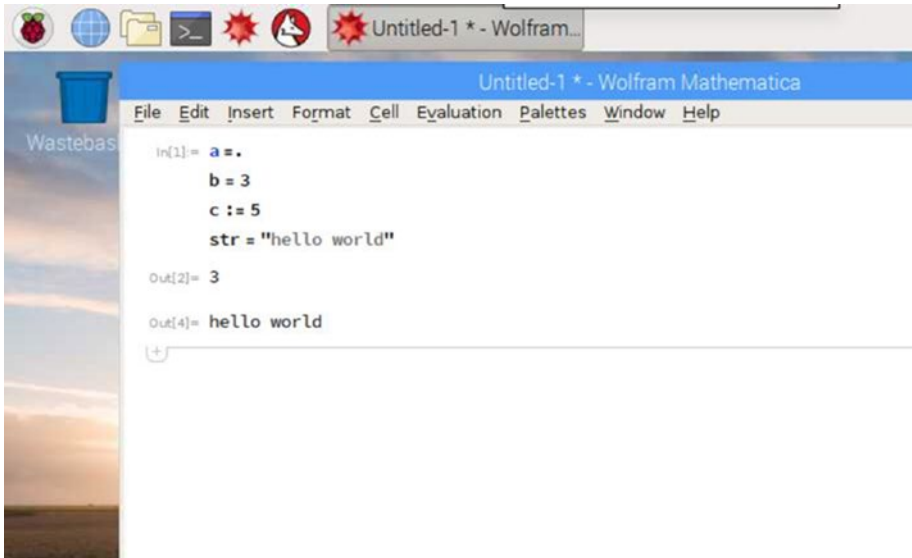 Untitled-1 * - Wolfram...
Untitled-1 * - Wolfram Mathematica
File Edit Insert Format Cell Evaluation Palettes Window Help
Wastebas
In[1]:= a =.
b = 3
c := 5
str = "hello world"
Out[2]= 3
Out[4]= hello world